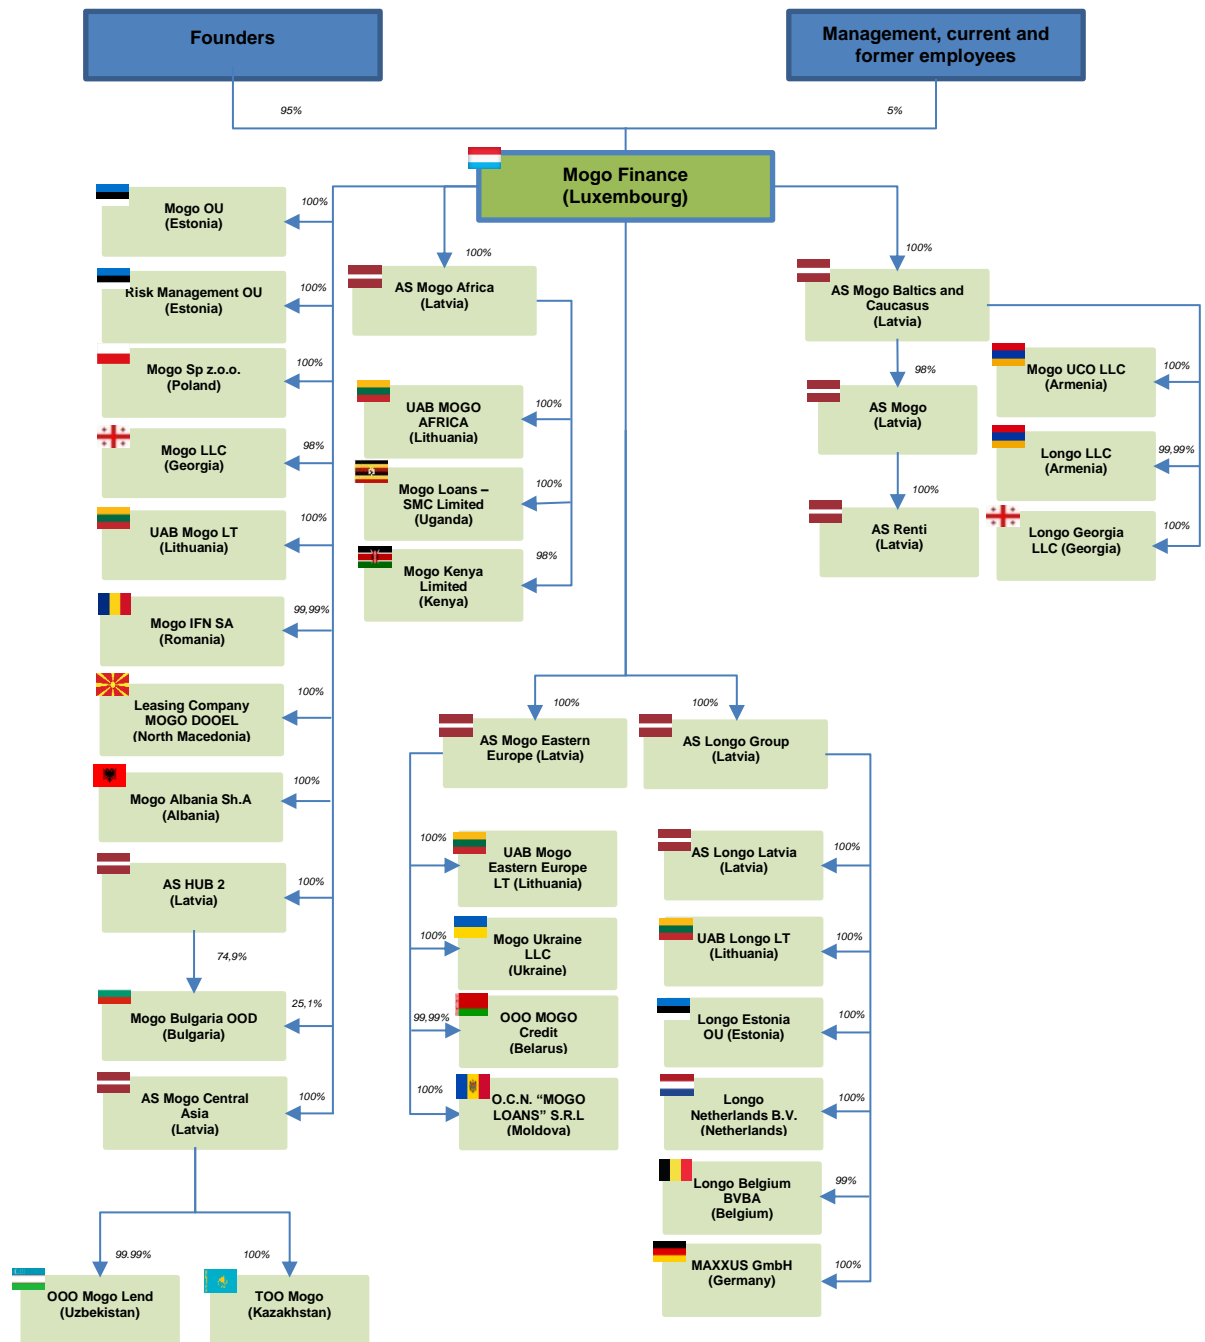 Founders
Management, current and
former employees
95%
5%
Mogo Finance
(Luxembourg)
Mogo OU
(Estonia)
100%
Risk Management OU
(Estonia)
100%
Mogo Sp z.o.o.
(Poland)
100%
Mogo LLC
(Georgia)
98%
UAB Mogo LT
(Lithuania)
100%
Mogo IFN SA
(Romania)
99,99%
Leasing Company
MOGO DOOEL
(North Macedonia)
100%
Mogo Albania Sh.A
(Albania)
100%
AS HUB 2
(Latvia)
100%
74,9%
Mogo Bulgaria OOD
(Bulgaria)
25,1%
AS Mogo Central
Asia
(Latvia)
100%
99.99%
100%
OOO Mogo Lend
(Uzbekistan)
TOO Mogo
(Kazakhstan)
100%
AS Mogo Africa
(Latvia)
UAB MOGO
AFRICA
(Lithuania)
100%
Mogo Loans –
SMC Limited
(Uganda)
100%
Mogo Kenya
Limited
(Kenya)
98%
100%
AS Mogo Baltics and
Caucasus
(Latvia)
98%
AS Mogo
(Latvia)
100%
AS Renti
(Latvia)
Mogo UCO LLC
(Armenia)
100%
Longo LLC
(Armenia)
99,99%
Longo Georgia
LLC (Georgia)
100%
100%
AS Mogo Eastern
Europe (Latvia)
100%
UAB Mogo
Eastern Europe
LT (Lithuania)
100%
Mogo Ukraine
LLC
(Ukraine)
99,99%
OOO MOGO
Credit
(Belarus)
100%
O.C.N. “MOGO
LOANS” S.R.L
(Moldova)
100%
AS Longo Group
(Latvia)
AS Longo Latvia
(Latvia)
100%
UAB Longo LT
(Lithuania)
100%
Longo Estonia
OU (Estonia)
100%
Longo
Netherlands B.V.
(Netherlands)
100%
Longo Belgium
BVBA
(Belgium)
99%
MAXXUS GmbH
(Germany)
100%